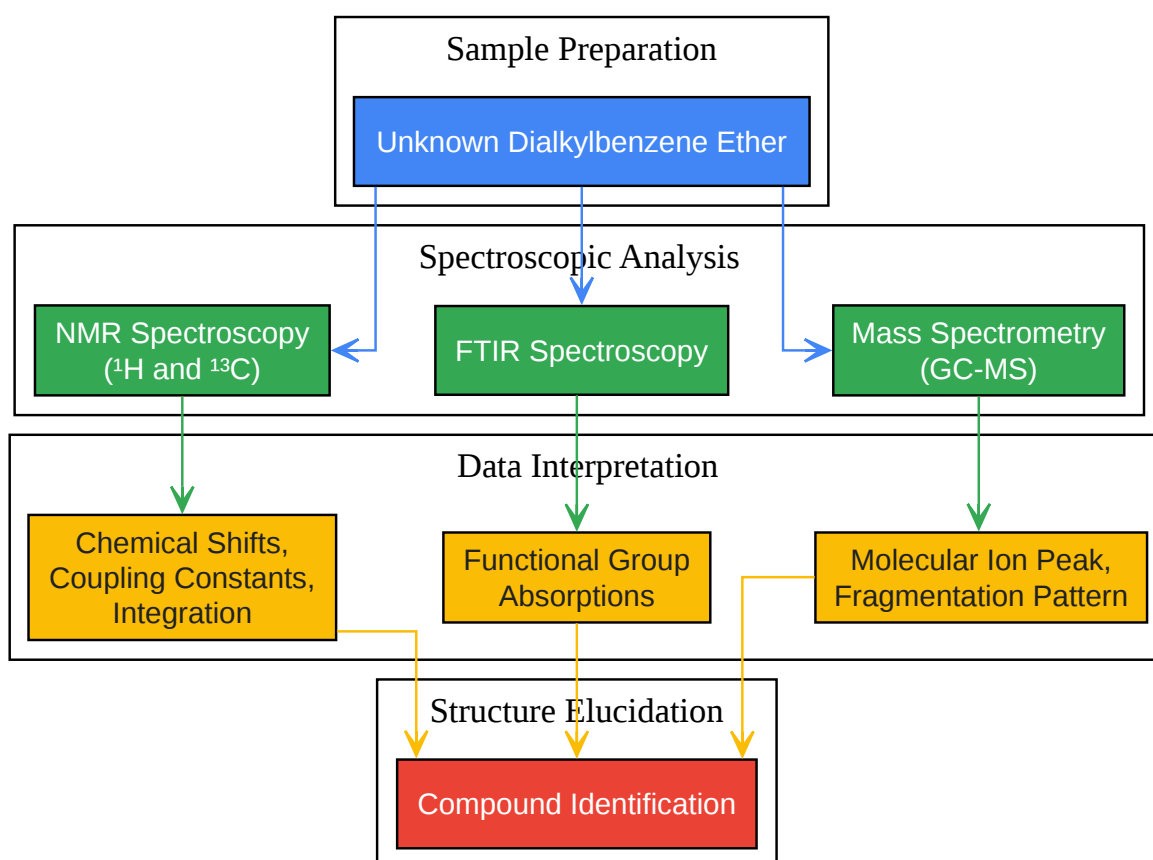 Sample Preparation
Unknown Dialkylbenzene Ether
Spectroscopic Analysis
NMR Spectroscopy
(¹H and ¹³C)
FTIR Spectroscopy
Mass Spectrometry
(GC-MS)
Data Interpretation
Chemical Shifts,
Coupling Constants,
Integration
Functional Group
Absorptions
Molecular Ion Peak,
Fragmentation Pattern
Structure Elucidation
Compound Identification